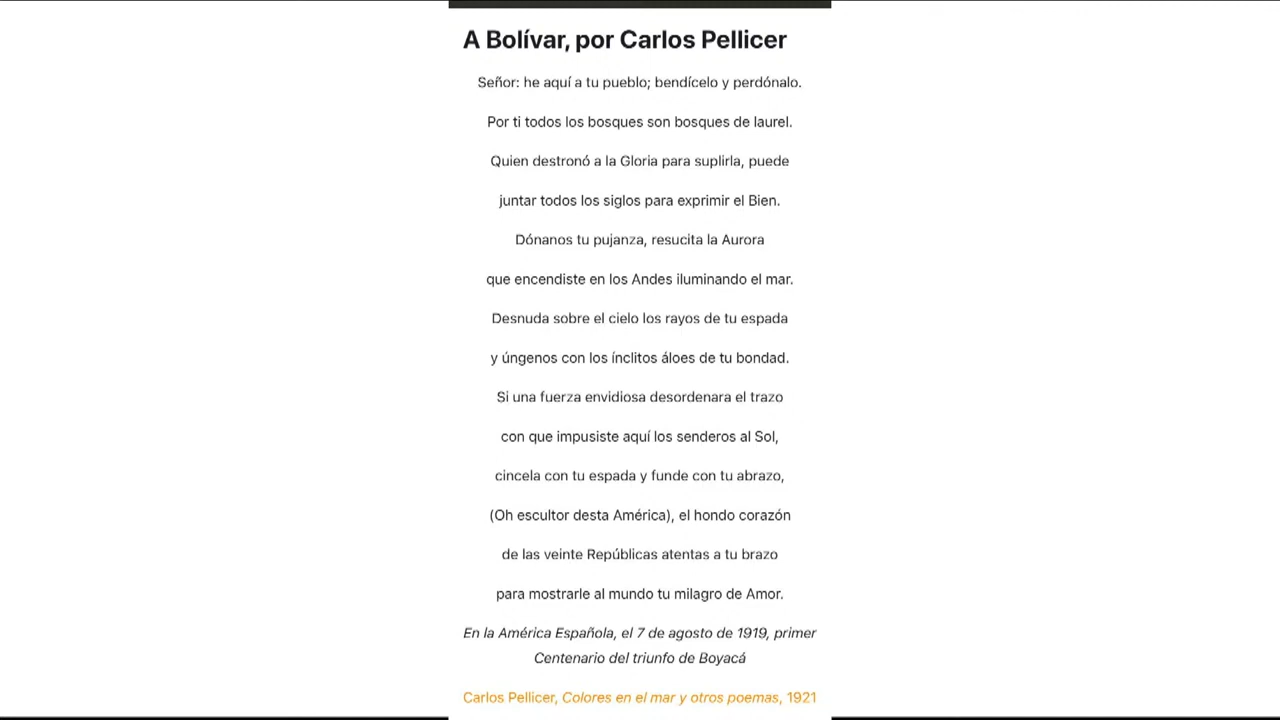 A Bolívar, por Carlos Pellicer
Señor: he aquí a tu pueblo; bendícelo y perdónalo.
Por ti todos los bosques son bosques de laurel.
Quien destronó a la Gloria para suplirla, puede
juntar todos los siglos para exprimir el Bien.
Dónanos tu pujanza, resucita la Aurora
que encendiste en los Andes iluminando el mar.
Desnuda sobre el cielo los rayos de tu espada
y úngenos con los ínclitos áloes de tu bondad.
Si una fuerza envidiosa desordenara el trazo
con que impusiste aquí los senderos al Sol,
cincela con tu espada y funde con tu abrazo,
(Oh escultor desta América), el hondo corazón
de las veinte Repúblicas atentas a tu brazo
para mostrarle al mundo tu milagro de Amor.
En la América Española, el 7 de agosto de 1919, primer
Centenario del triunfo de Boyacá
Carlos Pellicer, Colores en el mar y otros poemas, 1921